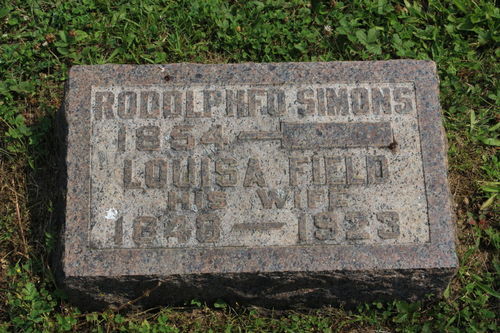 RODOLPHFO SIMONS
1854 —
LOUISA FIELD
HIS WIFE
1848 — 1923